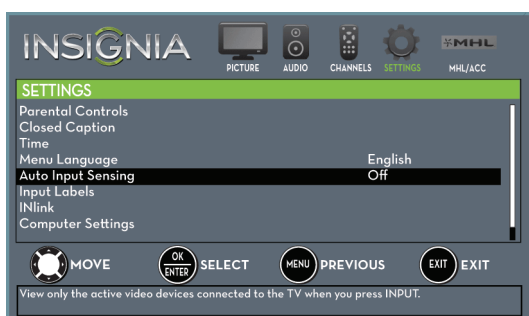 INSIGNIA
PICTURE AUDIO CHANNELS SETTINGS MHL MHL/ACC
SETTINGS
Parental Controls
Closed Caption
Time
Menu Language English
Auto Input Sensing Off
Input Labels
INlink
Computer Settings
MOVE OK ENTER SELECT MENU PREVIOUS EXIT EXIT
View only the active video devices connected to the TV when you press INPUT.